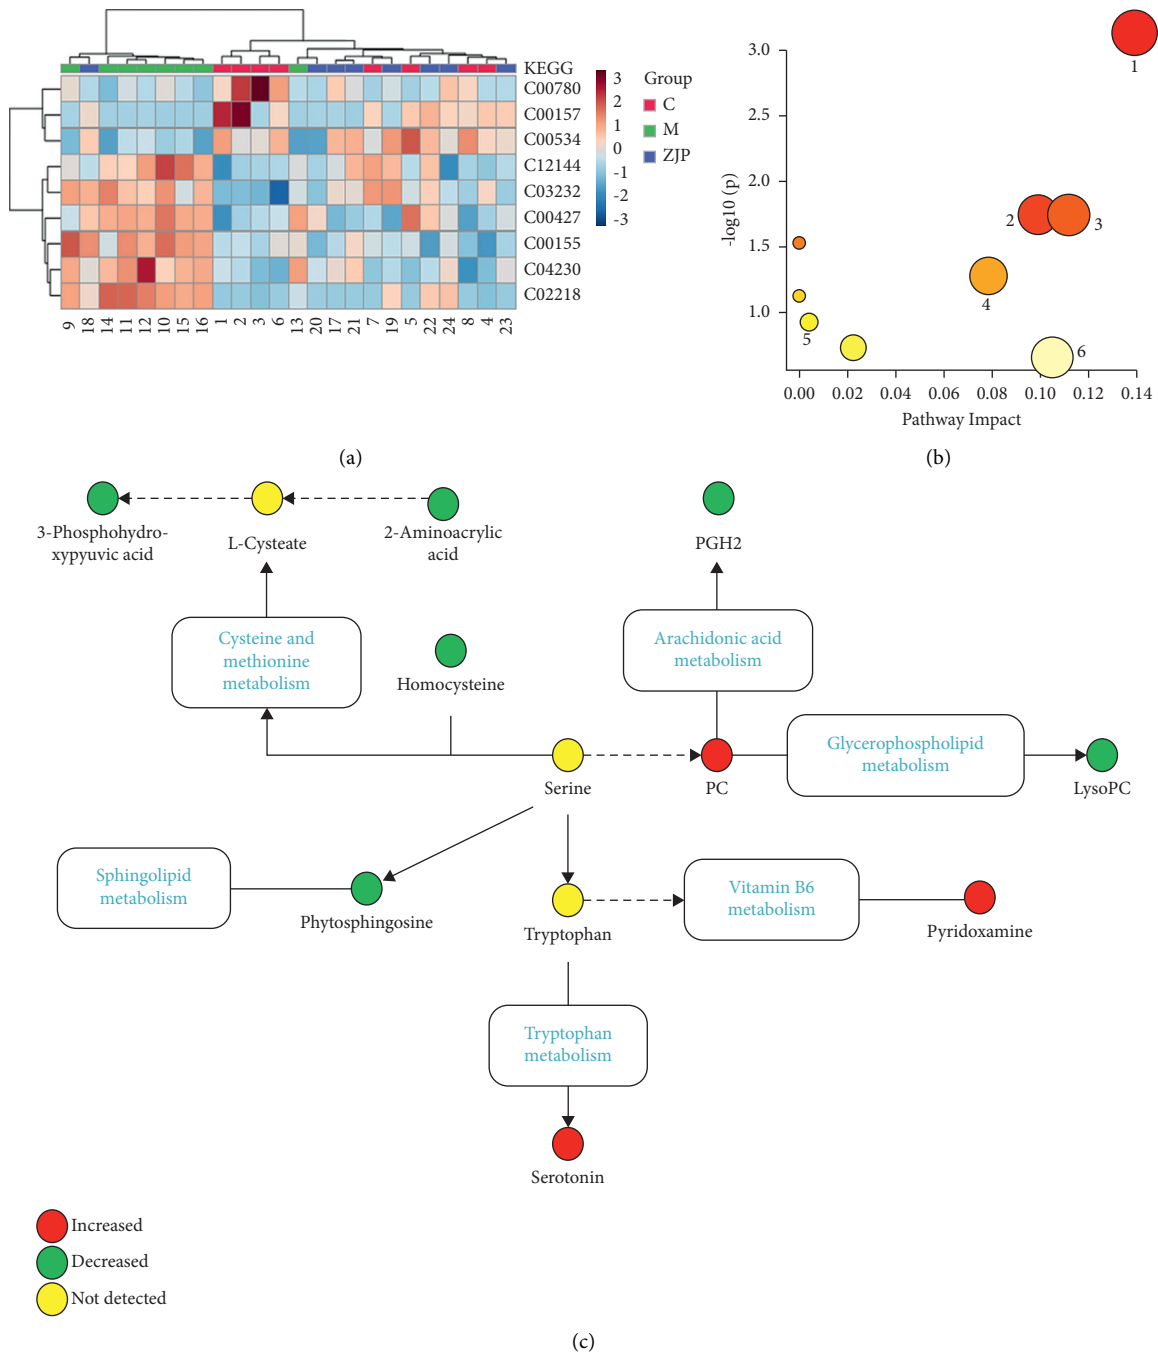 KEGG
C00780
C00157
C00534
C12144
C03232
C00427
C00155
C04230
C02218
9 18 14 11 12 10 15 16 1 2 3 6 13 20 17 21 7 19 5 22 24 8 4 23
3
2
1
0
-1
-2
-3
Group
C
M
ZJP
(a)
3.0
2.5
2.0
1.5
1.0
-log10 (p)
1
2
3
4
5
6
0.00 0.02 0.04 0.06 0.08 0.10 0.12 0.14
Pathway Impact
(b)
3-Phosphohydro-
xypyuvic acid
L-Cysteate
2-Aminoacrylic
acid
PGH2
Cysteine and
methionine
metabolism
Homocysteine
Arachidonic acid
metabolism
Serine
PC
Glycerophospholipid
metabolism
LysoPC
Sphingolipid
metabolism
Phytosphingosine
Tryptophan
Vitamin B6
metabolism
Pyridoxamine
Tryptophan
metabolism
Serotonin
Increased
Decreased
Not detected
(c)